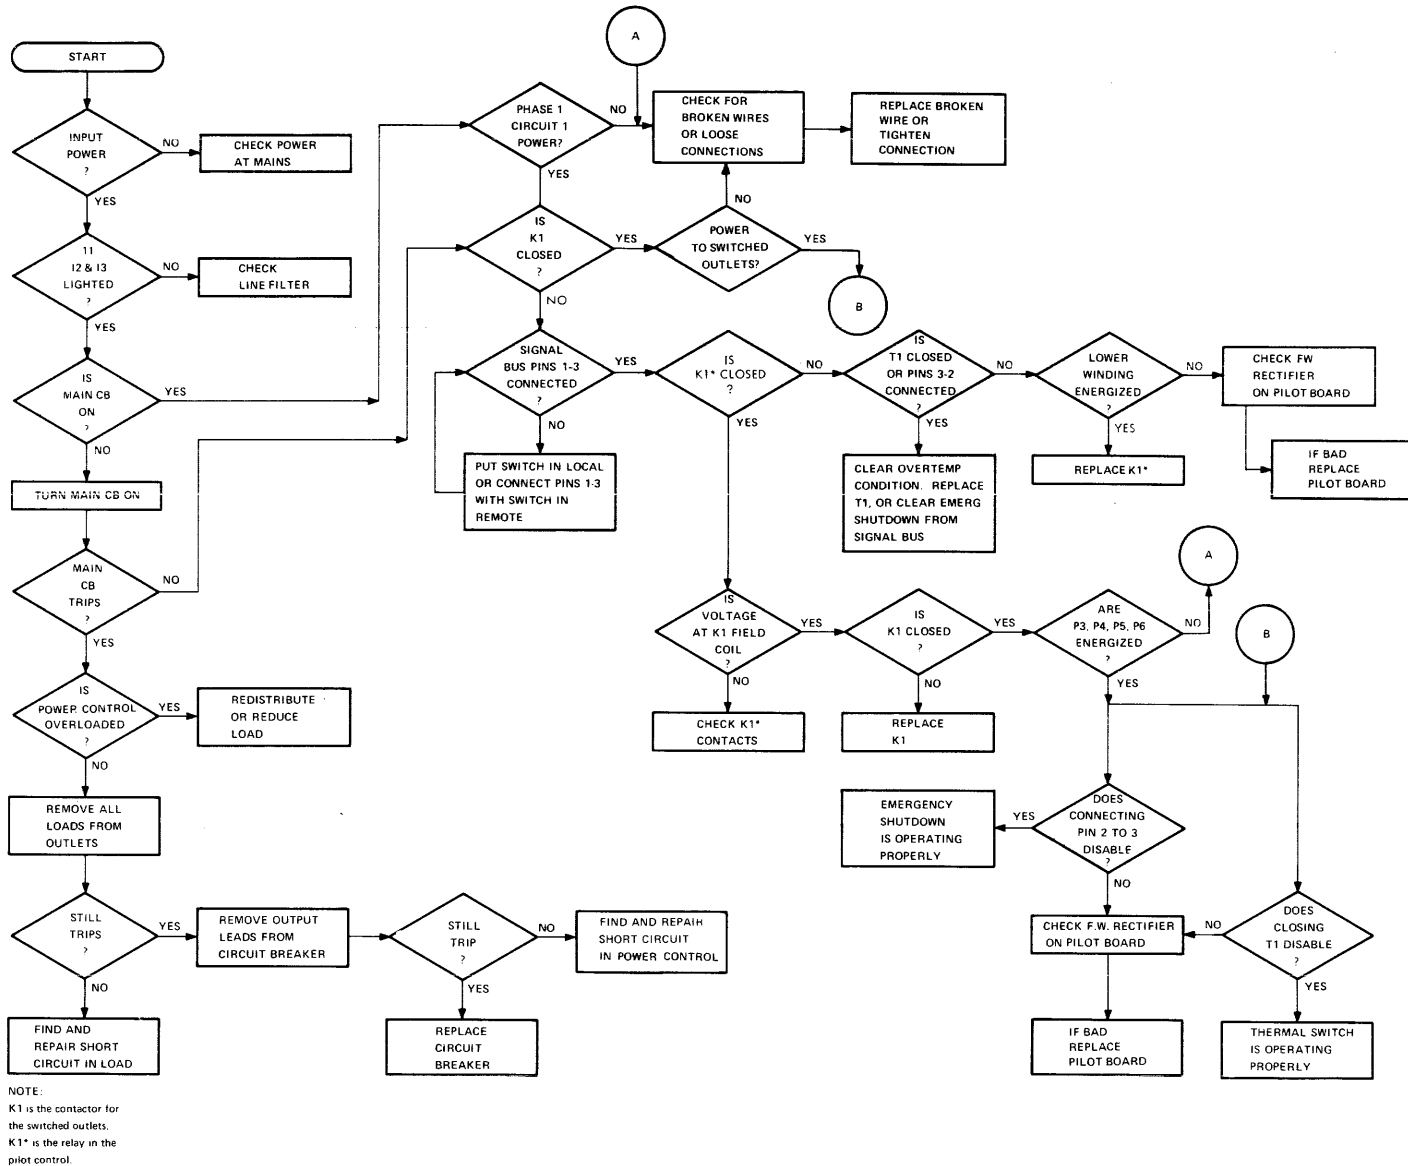 START
INPUT
POWER
?
NO
CHECK POWER
AT MAINS
YES
11
I2 & I3
LIGHTED
?
NO
CHECK
LINE FILTER
YES
IS
MAIN CB
ON
?
YES
NO
TURN MAIN CB ON
MAIN
CB
TRIPS
?
NO
YES
IS
POWER CONTROL
OVERLOADED
?
YES
REDISTRIBUTE
OR REDUCE
LOAD
NO
REMOVE ALL
LOADS FROM
OUTLETS
STILL
TRIPS
?
YES
REMOVE OUTPUT
LEADS FROM
CIRCUIT BREAKER
STILL
TRIP
?
NO
FIND AND REPAIR
SHORT CIRCUIT
IN POWER CONTROL
YES
REPLACE
CIRCUIT
BREAKER
NO
FIND AND
REPAIR SHORT
CIRCUIT IN LOAD
NOTE:
K1 is the contactor for
the switched outlets.
K1* is the relay in the
pilot control.
A
PHASE 1
CIRCUIT 1
POWER?
NO
CHECK FOR
BROKEN WIRES
OR LOOSE
CONNECTIONS
REPLACE BROKEN
WIRE OR
TIGHTEN
CONNECTION
YES
IS
K1
CLOSED
?
YES
POWER
TO SWITCHED
OUTLETS?
NO
YES
B
NO
SIGNAL
BUS PINS 1-3
CONNECTED
?
YES
NO
PUT SWITCH IN LOCAL
OR CONNECT PINS 1-3
WITH SWITCH IN
REMOTE
IS
K1* CLOSED
?
NO
YES
IS
T1 CLOSED
OR PINS 3-2
CONNECTED
?
NO
YES
CLEAR OVERTEMP
CONDITION. REPLACE
T1, OR CLEAR EMERG
SHUTDOWN FROM
SIGNAL BUS
LOWER
WINDING
ENERGIZED
?
NO
YES
REPLACE K1*
CHECK FW
RECTIFIER
ON PILOT BOARD
IF BAD
REPLACE
PILOT BOARD
IS
VOLTAGE
AT K1 FIELD
COIL
?
YES
NO
CHECK K1*
CONTACTS
IS
K1 CLOSED
?
YES
NO
REPLACE
K1
ARE
P3, P4, P5, P6
ENERGIZED
?
NO
A
B
YES
DOES
CONNECTING
PIN 2 TO 3
DISABLE
?
YES
EMERGENCY
SHUTDOWN
IS OPERATING
PROPERLY
NO
CHECK F.W. RECTIFIER
ON PILOT BOARD
IF BAD
REPLACE
PILOT BOARD
DOES
CLOSING
T1 DISABLE
?
NO
YES
THERMAL SWITCH
IS OPERATING
PROPERLY